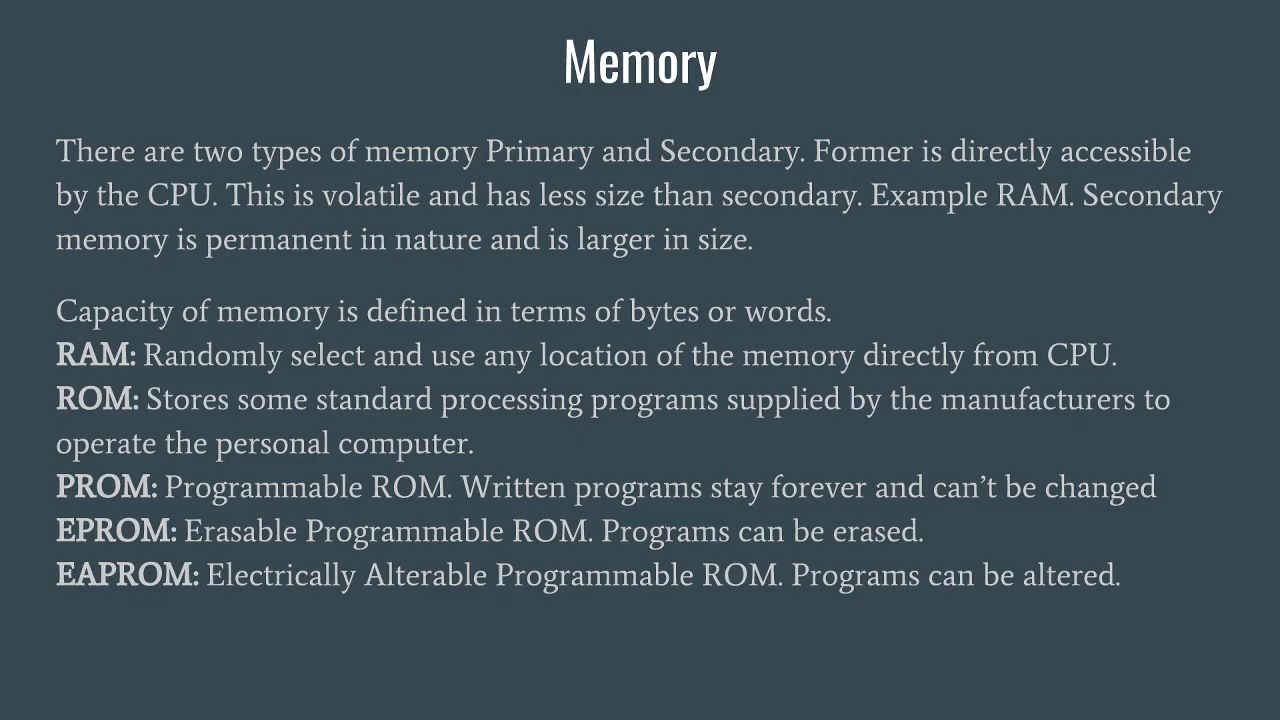 Memory
There are two types of memory Primary and Secondary. Former is directly accessible
by the CPU. This is volatile and has less size than secondary. Example RAM. Secondary
memory is permanent in nature and is larger in size.
Capacity of memory is defined in terms of bytes or words.
RAM: Randomly select and use any location of the memory directly from CPU.
ROM: Stores some standard processing programs supplied by the manufacturers to
operate the personal computer.
PROM: Programmable ROM. Written programs stay forever and can’t be changed
EPROM: Erasable Programmable ROM. Programs can be erased.
EAPROM: Electrically Alterable Programmable ROM. Programs can be altered.